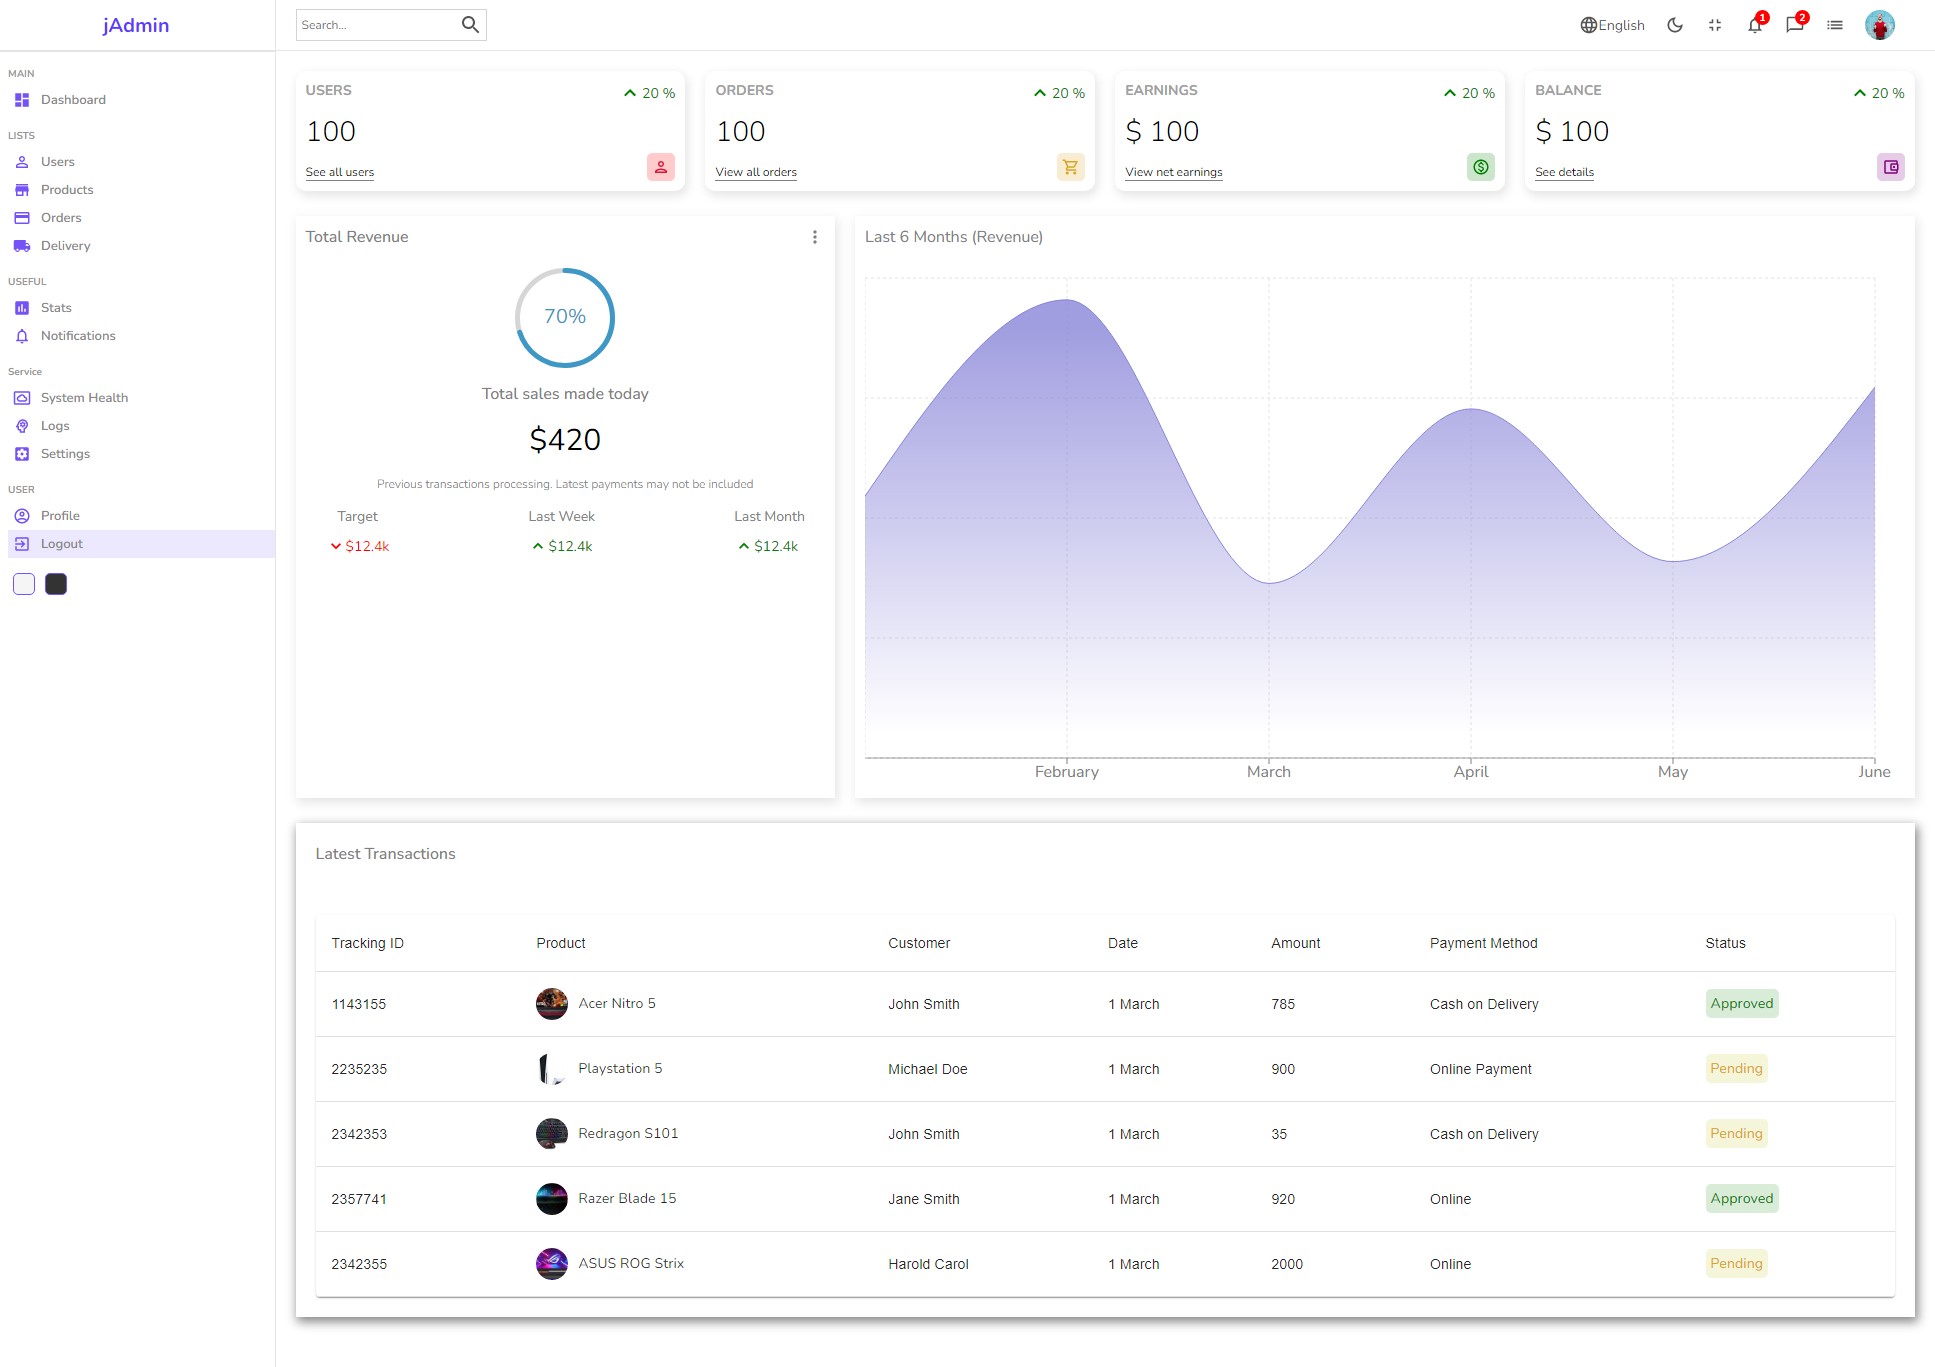 jAdmin
Search...
English
1
2
MAIN
Dashboard
LISTS
Users
Products
Orders
Delivery
USEFUL
Stats
Notifications
Service
System Health
Logs
Settings
USER
Profile
Logout
USERS
20 %
100
See all users
ORDERS
20 %
100
View all orders
EARNINGS
20 %
$ 100
View net earnings
BALANCE
20 %
$ 100
See details
Total Revenue
70%
Total sales made today
$420
Previous transactions processing. Latest payments may not be included
Target Last Week Last Month
$12.4k $12.4k $12.4k
Last 6 Months (Revenue)
February March April May June
Latest Transactions
Tracking ID Product Customer Date Amount Payment Method Status
1143155 Acer Nitro 5 John Smith 1 March 785 Cash on Delivery Approved
2235235 Playstation 5 Michael Doe 1 March 900 Online Payment Pending
2342353 Redragon S101 John Smith 1 March 35 Cash on Delivery Pending
2357741 Razer Blade 15 Jane Smith 1 March 920 Online Approved
2342355 ASUS ROG Strix Harold Carol 1 March 2000 Online Pending